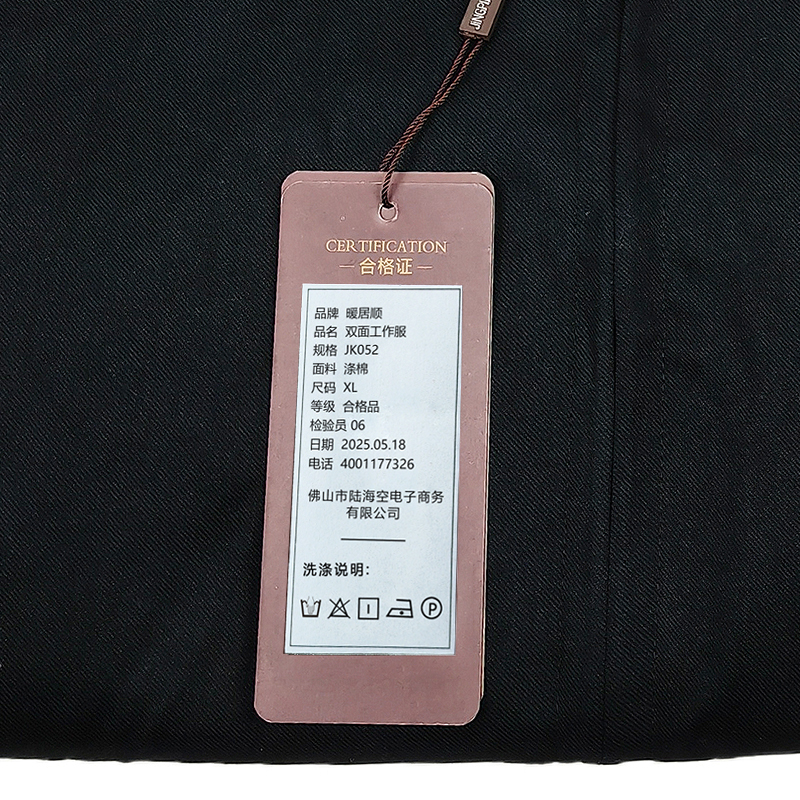 CERTIFICATION
合格证
品牌 暖居顺
品名 双面工作服
规格 JK052
面料 涤棉
尺码 XL
等级 合格品
检验员 06
日期 2025.05.18
电话 4001177326
佛山市陆海空电子商务
有限公司
洗涤说明:
P